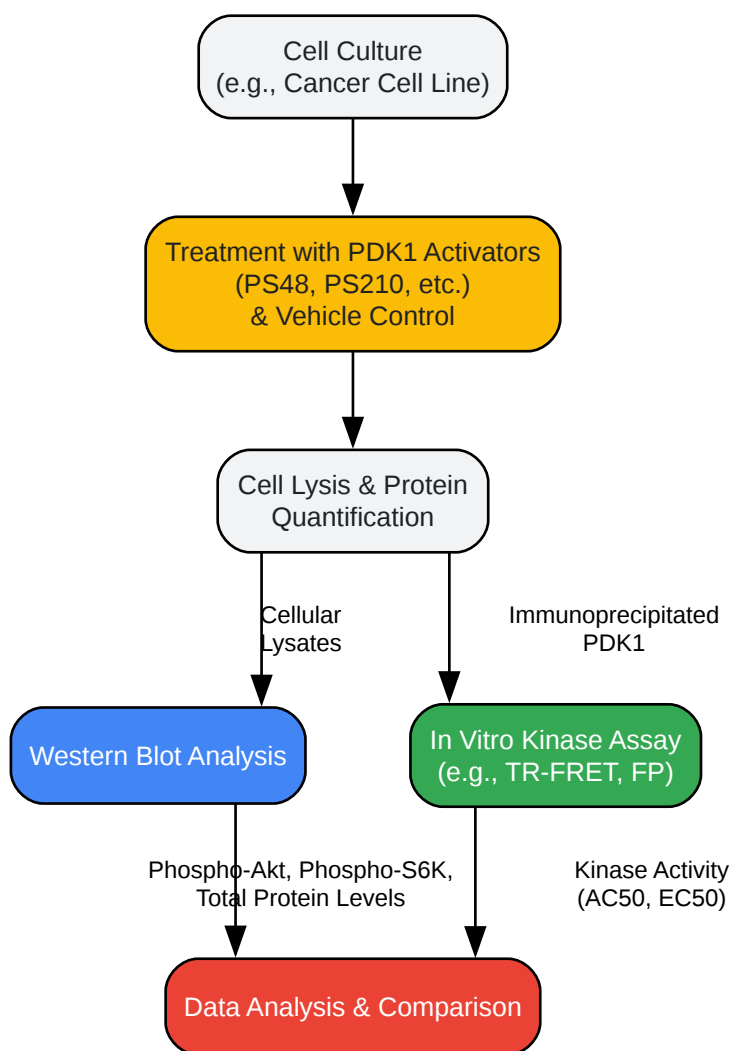 Cell Culture
(e.g., Cancer Cell Line)
Treatment with PDK1 Activators
(PS48, PS210, etc.)
& Vehicle Control
Cell Lysis & Protein
Quantification
Cellular
Lysates
Immunoprecipitated
PDK1
Western Blot Analysis
In Vitro Kinase Assay
(e.g., TR-FRET, FP)
Phospho-Akt, Phospho-S6K,
Total Protein Levels
Kinase Activity
(AC50, EC50)
Data Analysis & Comparison